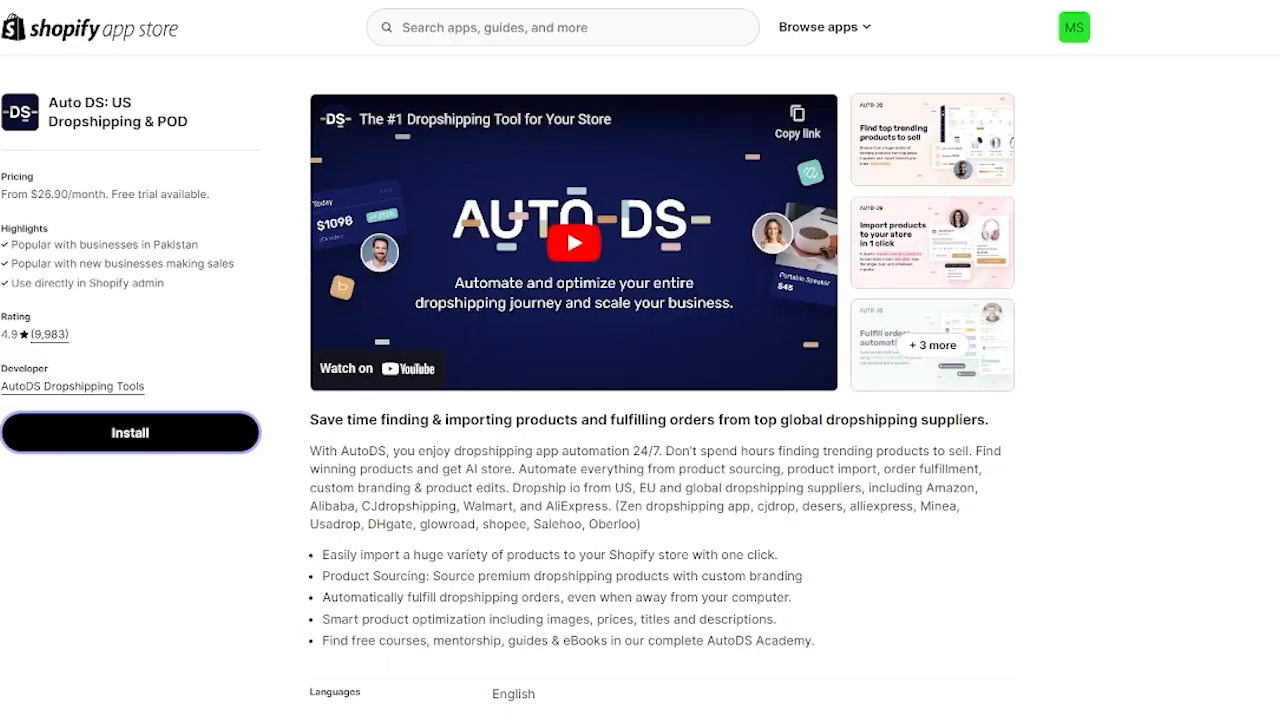 shopify app store
Search apps, guides, and more
Browse apps
MS
-DS-
Auto DS: US
Dropshipping & POD
Pricing
From $26.90/month. Free trial available.
Highlights
Popular with businesses in Pakistan
Popular with new businesses making sales
Use directly in Shopify admin
Rating
4.9 (9,983)
Developer
AutoDS Dropshipping Tools
Install
-DS- The #1 Dropshipping Tool for Your Store
Copy link
Today
$1098
AUTO-DS
Automate and optimize your entire
dropshipping journey and scale your business.
Portable Speaker
$45
Watch on YouTube
AUTO-DS
Find top trending
products to sell
AUTO-DS
Import products
to your store
in 1 click
AUTO-DS
Fulfill orders
+ 3 more
Save time finding & importing products and fulfilling orders from top global dropshipping suppliers.
With AutoDS, you enjoy dropshipping app automation 24/7. Don't spend hours finding trending products to sell. Find
winning products and get AI store. Automate everything from product sourcing, product import, order fulfillment,
custom branding & product edits. Dropship io from US, EU and global dropshipping suppliers, including Amazon,
Alibaba, CJdropshipping, Walmart, and AliExpress. (Zen dropshipping app, cjdrop, desers, alliexpress, Minea,
Usadrop, DHgate, glowroad, shopee, Salehoo, Oberloo)
• Easily import a huge variety of products to your Shopify store with one click.
• Product Sourcing: Source premium dropshipping products with custom branding
• Automatically fulfill dropshipping orders, even when away from your computer.
• Smart product optimization including images, prices, titles and descriptions.
• Find free courses, mentorship, guides & eBooks in our complete AutoDS Academy.
Languages
English